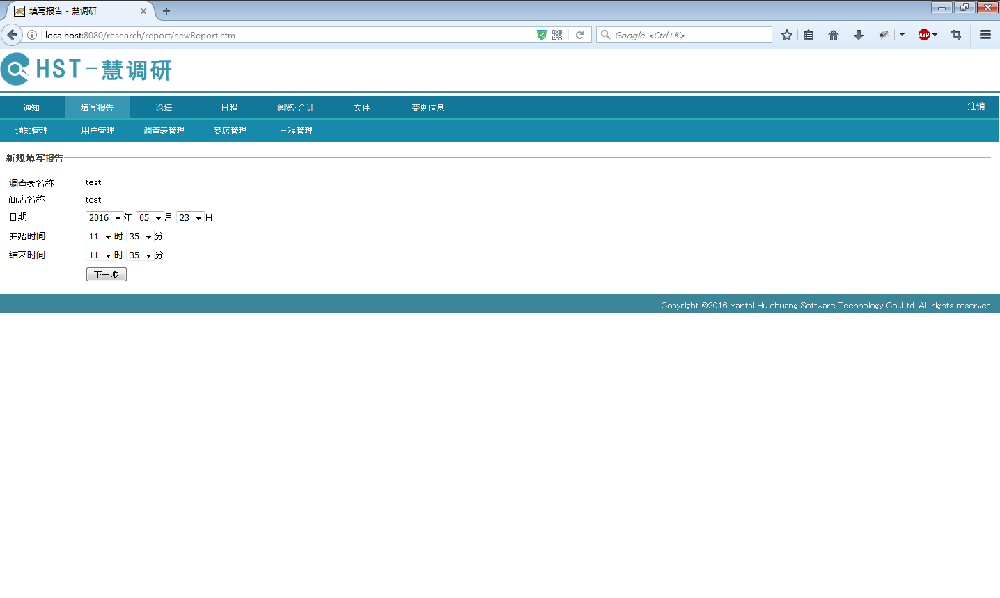 填写报告 - 慧调研
localhost:8080/research/report/newReport.htm
Google <Ctrl+K>
ABP
HST-慧调研
通知 填写报告 论坛 日程 阅览·合计 文件 变更信息 注销
通知管理 用户管理 调查表管理 商店管理 日程管理
新規填写报告
调查表名称 test
商店名称 test
日期 2016 年 05 月 23 日
开始时间 11 时 35 分
结束时间 11 时 35 分
下一步
Copyright ©2016 Yantai Huichuang Software Technology Co.,Ltd. All rights reserved.